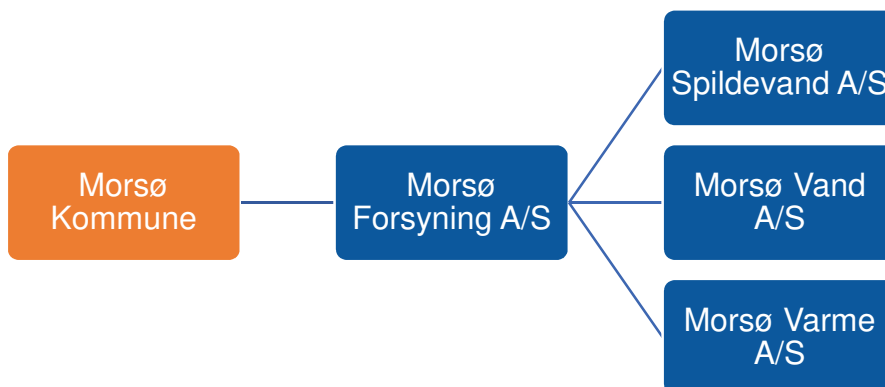 Morsø
Kommune
Morsø
Forsyning A/S
Morsø
Spildevand A/S
Morsø Vand
A/S
Morsø Varme
A/S